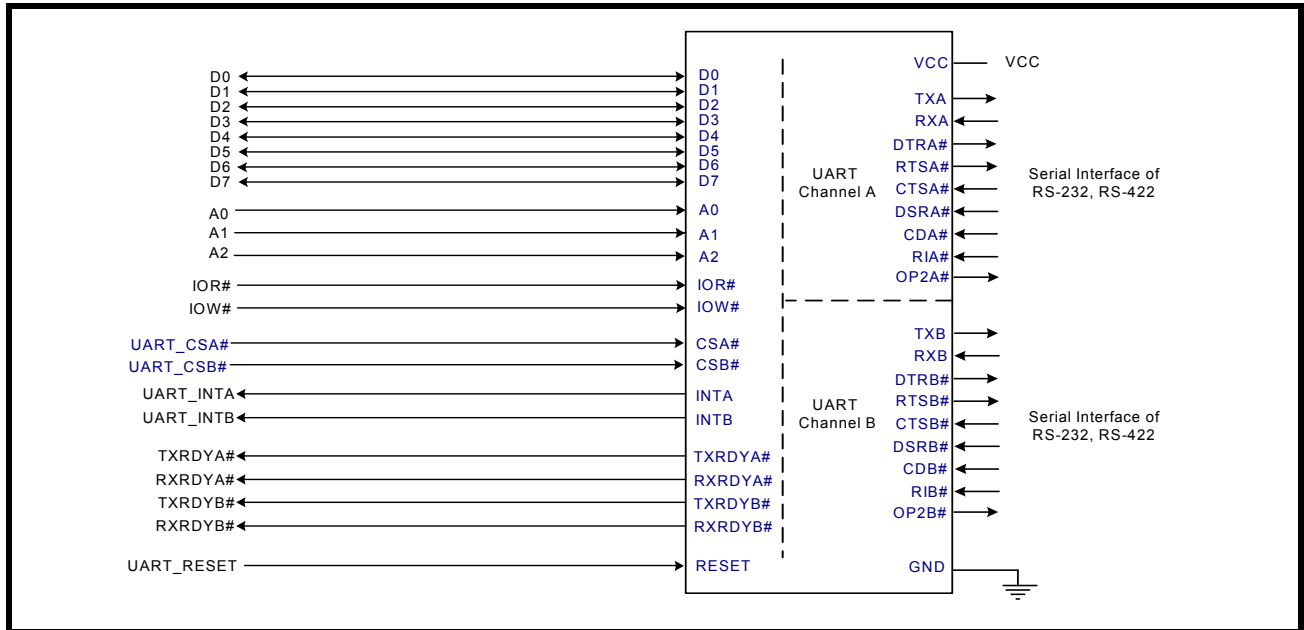 D0
D1
D2
D3
D4
D5
D6
D7
A0
A1
A2
IOR#
IOW#
UART_CSA#
UART_CSB#
UART_INTA
UART_INTB
TXRDYA#
RXRDYA#
TXRDYB#
RXRDYB#
UART_RESET
D0
D1
D2
D3
D4
D5
D6
D7
A0
A1
A2
IOR#
IOW#
CSA#
CSB#
INTA
INTB
TXRDYA#
RXRDYA#
TXRDYB#
RXRDYB#
RESET
UART
Channel A
UART
Channel B
VCC
TXA
RXA
DTRA#
RTSA#
CTSA#
DSRA#
CDA#
RIA#
OP2A#
TXB
RXB
DTRB#
RTSB#
CTSB#
DSRB#
CDB#
RIB#
OP2B#
GND
VCC
Serial Interface of
RS-232, RS-422
Serial Interface of
RS-232, RS-422